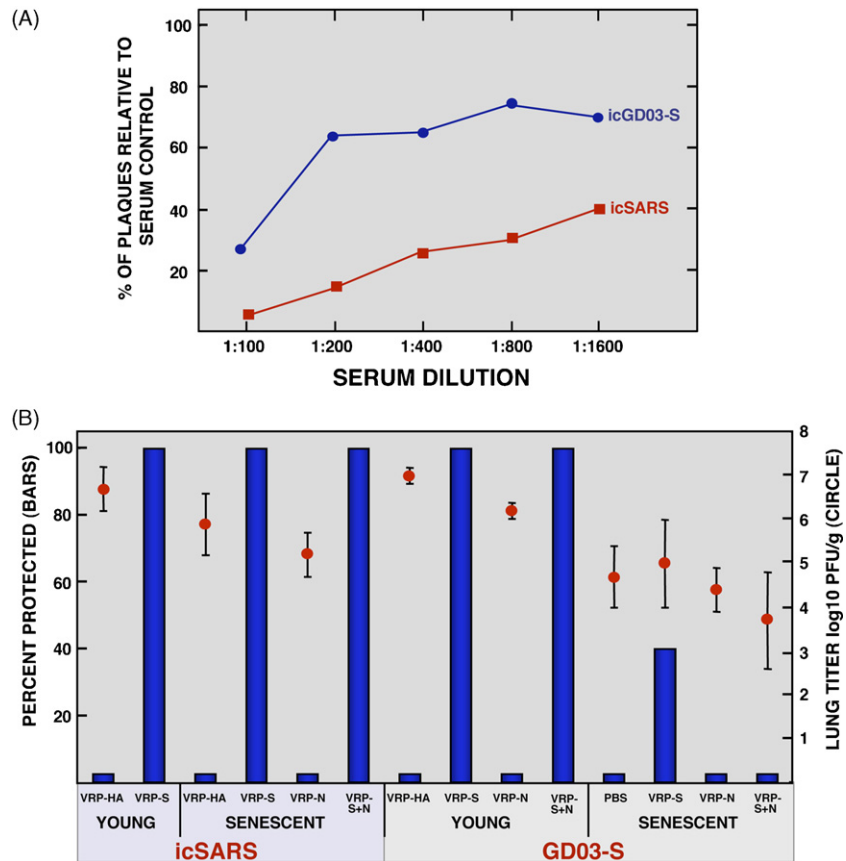 (A)
% OF PLAQUES RELATIVE TO
SERUM CONTROL
100
80
60
40
20
icGD03-S
icSARS
1:100 1:200 1:400 1:800 1:1600
SERUM DILUTION
(B)
PERCENT PROTECTED (BARS)
100
80
60
40
20
8
7
6
5
4
3
2
1
LUNG TITER log10 PFU/g (CIRCLE)
VRP-HA VRP-S VRP-HA VRP-S VRP-N VRP-S+N VRP-HA VRP-S VRP-N VRP-S+N PBS VRP-S VRP-N VRP-S+N
YOUNG SENESCENT YOUNG SENESCENT
icSARS GD03-S